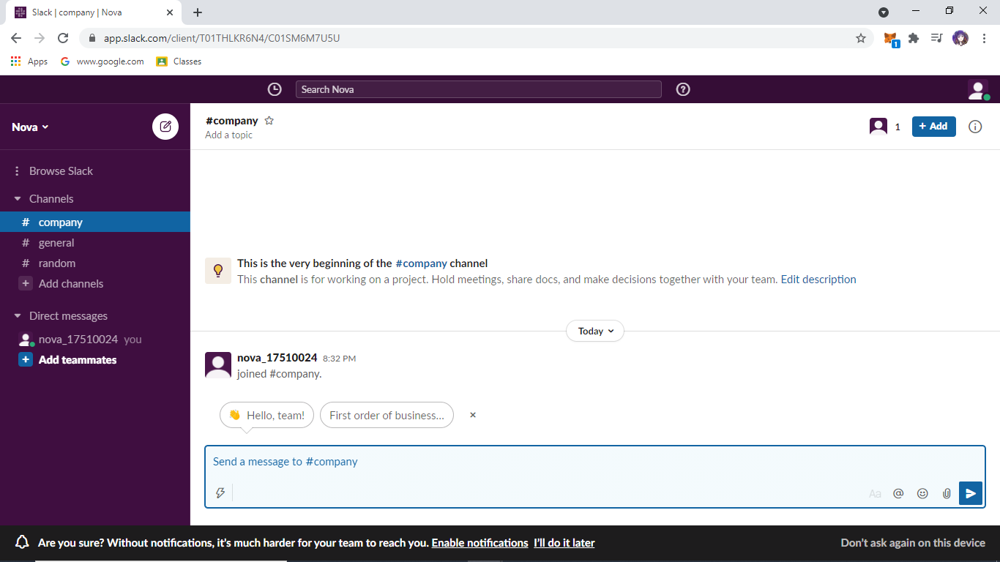 Slack | company | Nova
app.slack.com/client/T01THLKR6N4/C01SM6M7U5U
1
Apps
www.google.com
Classes
Search Nova
Nova
Browse Slack
Channels
# company
# general
# random
+ Add channels
Direct messages
nova_17510024 you
+ Add teammates
#company
Add a topic
1
+ Add
This is the very beginning of the #company channel
This channel is for working on a project. Hold meetings, share docs, and make decisions together with your team. Edit description
Today
nova_17510024 8:32 PM
joined #company.
Hello, team!
First order of business...
Send a message to #company
Aa @
Are you sure? Without notifications, it's much harder for your team to reach you. Enable notifications I'll do it later
Don't ask again on this device